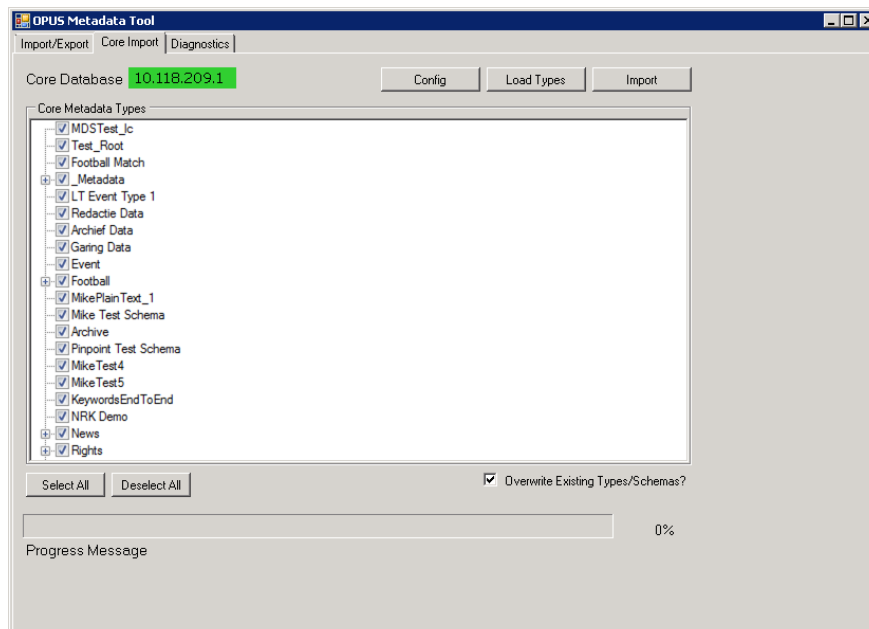 OPUS Metadata Tool
Import/Export Core Import Diagnostics
Core Database 10.118.209.1 Config Load Types Import
Core Metadata Types
MDSTest_lc
Test_Root
Football Match
_Metadata
LT Event Type 1
Redactie Data
Archief Data
Garing Data
Event
Football
MikePlainText_1
Mike Test Schema
Archive
Pinpoint Test Schema
MikeTest4
MikeTest5
KeywordsEndToEnd
NRK Demo
News
Rights
Select All Deselect All Overwrite Existing Types/Schemas?
0%
Progress Message